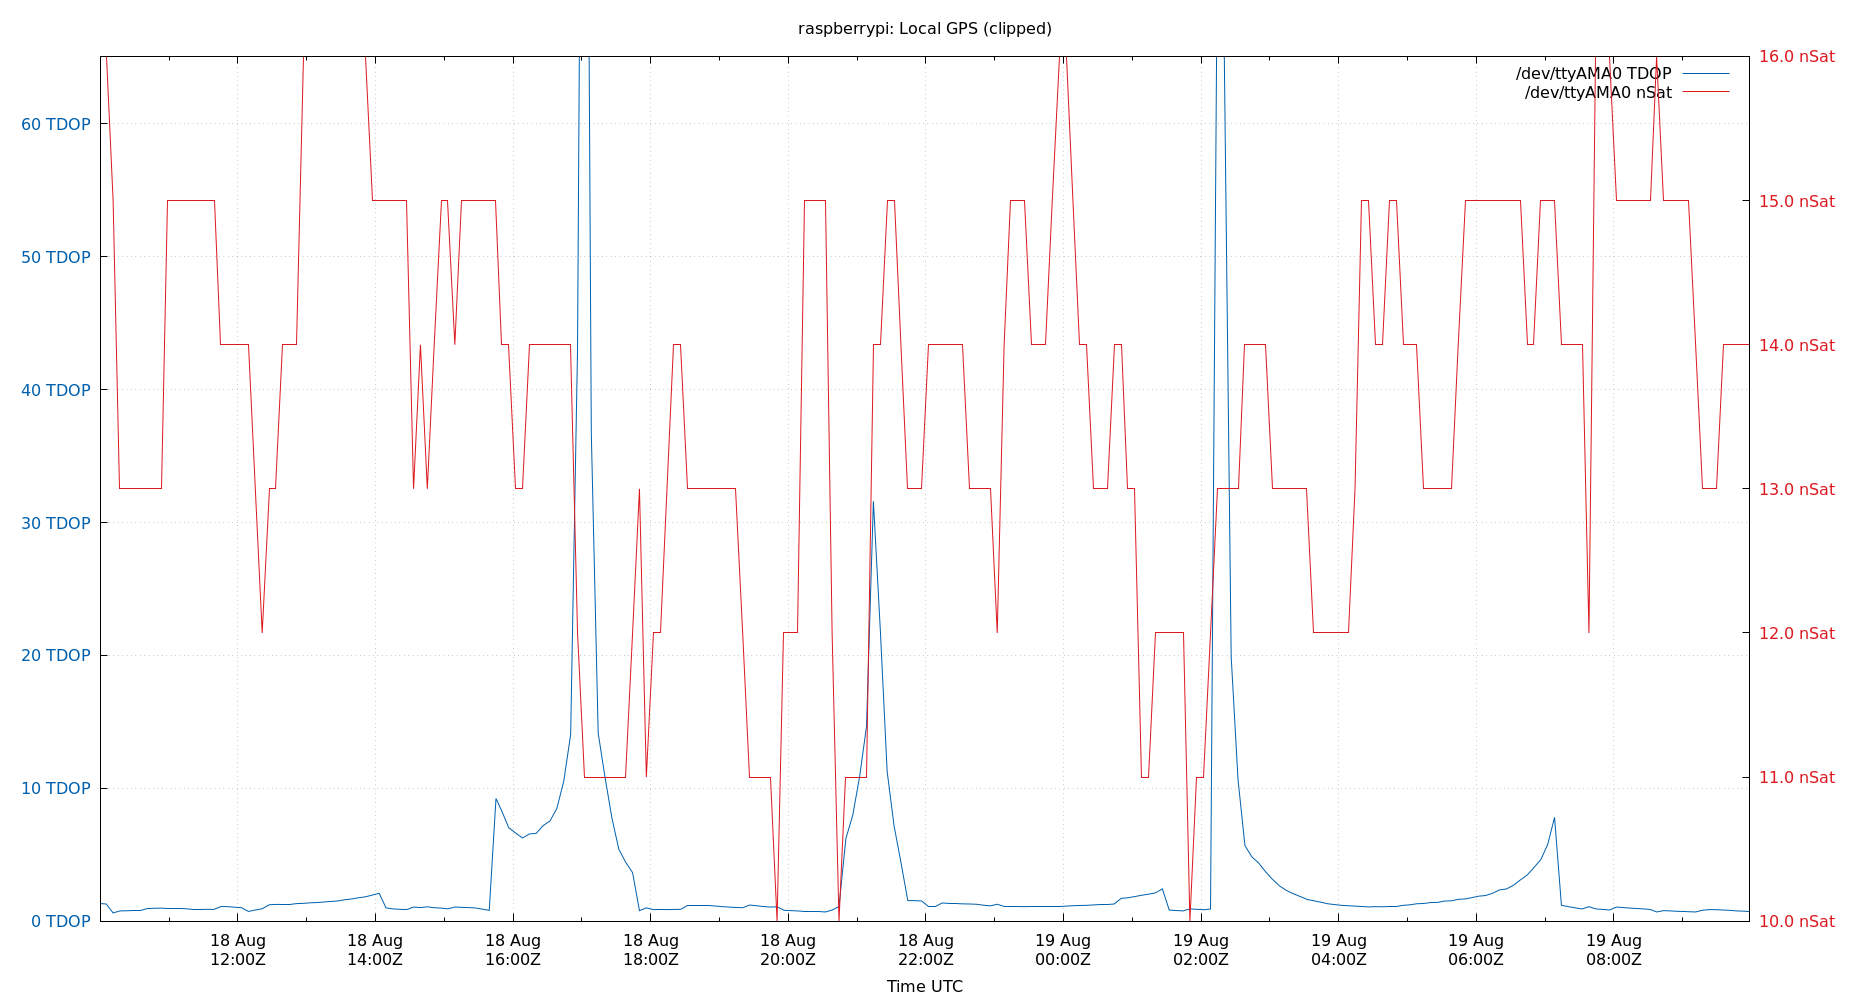 raspberrypi: Local GPS (clipped)
/dev/ttyAMA0 TDOP
/dev/ttyAMA0 nSat
60 TDOP
50 TDOP
40 TDOP
30 TDOP
20 TDOP
10 TDOP
0 TDOP
16.0 nSat
15.0 nSat
14.0 nSat
13.0 nSat
12.0 nSat
11.0 nSat
10.0 nSat
18 Aug
12:00Z
18 Aug
14:00Z
18 Aug
16:00Z
18 Aug
18:00Z
18 Aug
20:00Z
18 Aug
22:00Z
19 Aug
00:00Z
19 Aug
02:00Z
19 Aug
04:00Z
19 Aug
06:00Z
19 Aug
08:00Z
Time UTC